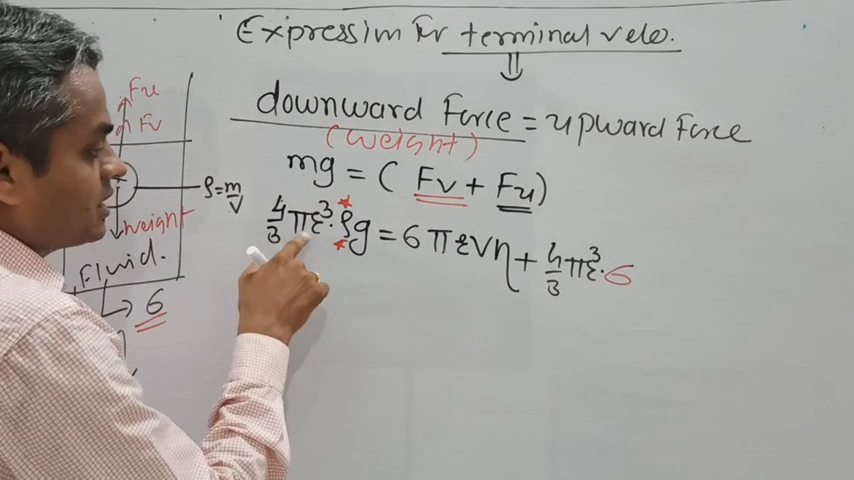 Expression for terminal velo.
⇓
downward Force = upward Force
(weight)
mg = ( Fv + Fu )
4/3 πr³. ρg = 6 πrvη + 4/3 πr³. σ
Fu
Fv
ρ = m/v
weight
Fluid.
→ σ